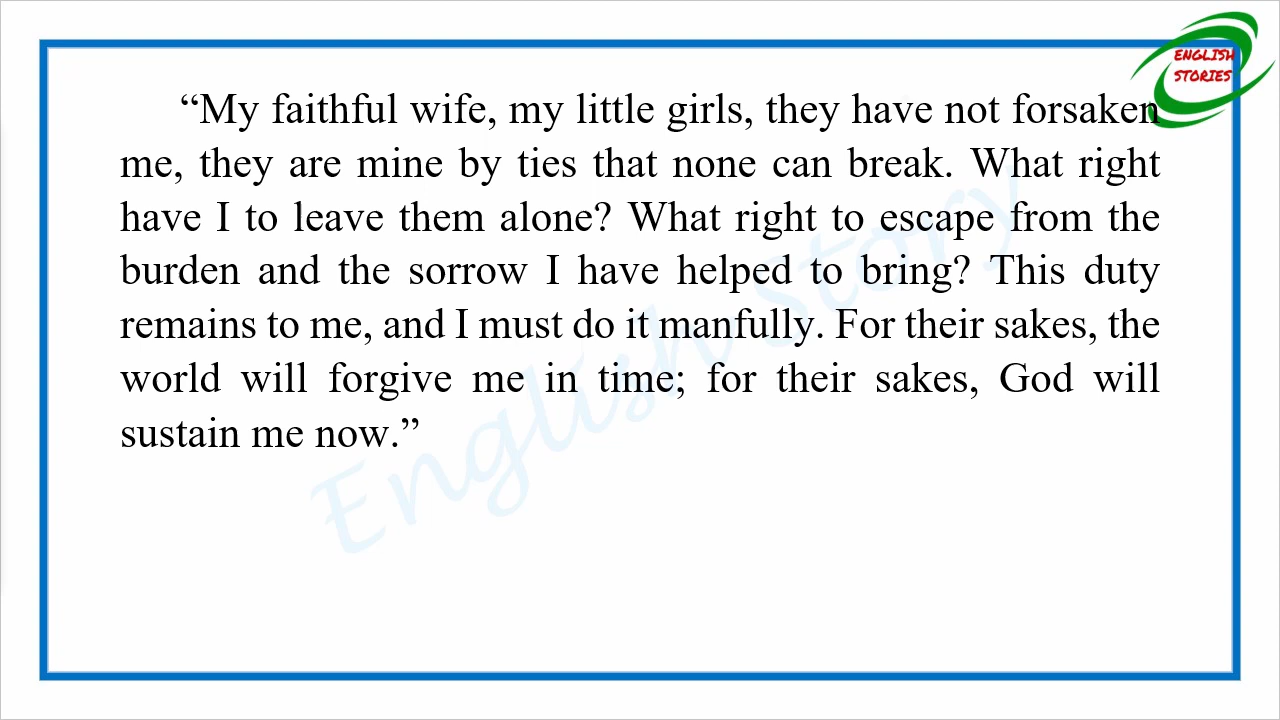 ENGLISH
STORIES
“My faithful wife, my little girls, they have not forsaken
me, they are mine by ties that none can break. What right
have I to leave them alone? What right to escape from the
burden and the sorrow I have helped to bring? This duty
remains to me, and I must do it manfully. For their sakes, the
world will forgive me in time; for their sakes, God will
sustain me now.”
English Story